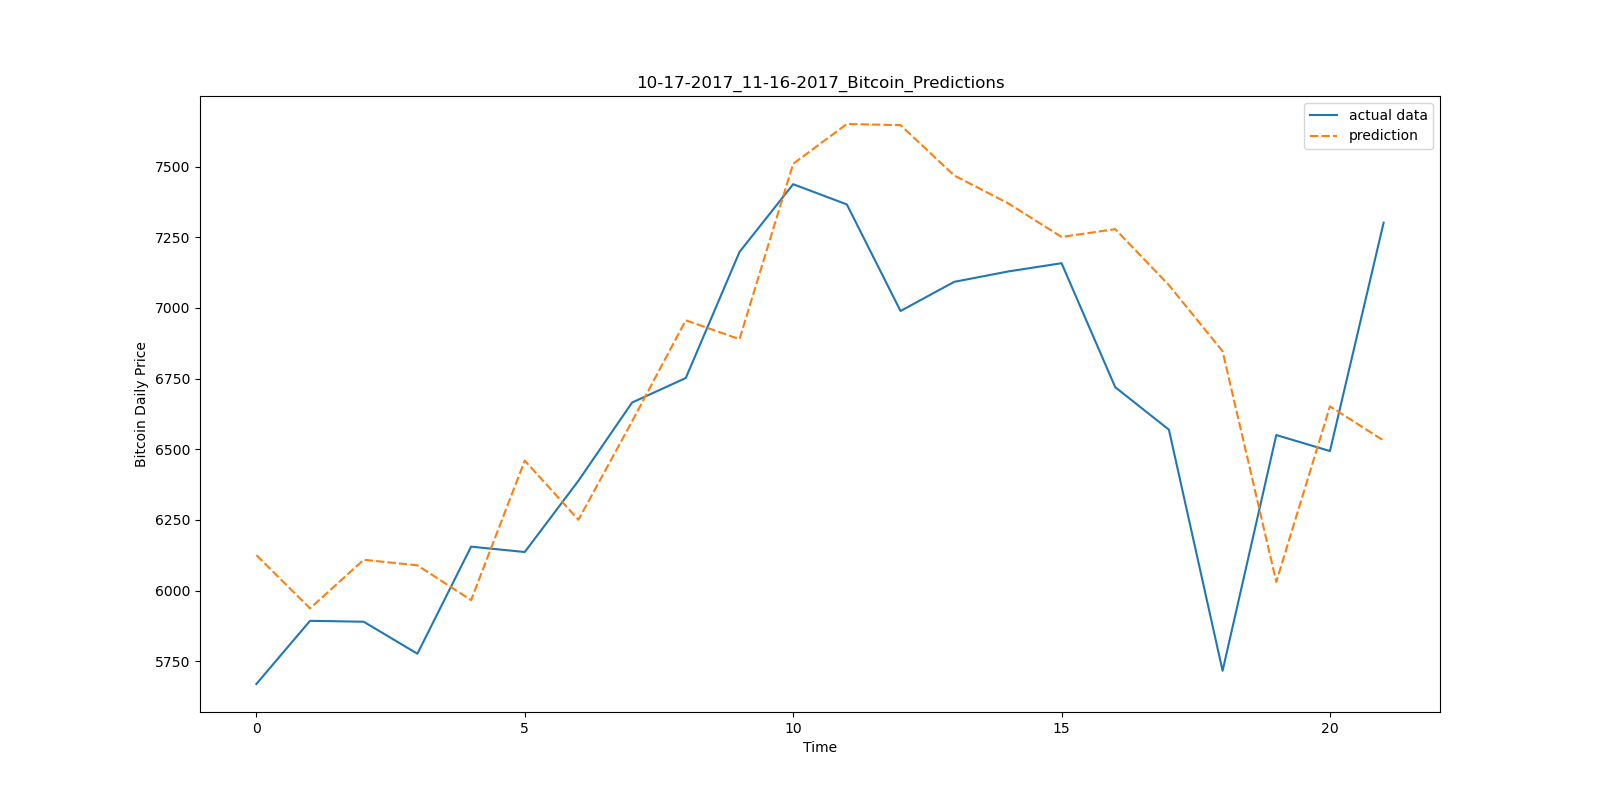 10-17-2017_11-16-2017_Bitcoin_Predictions
actual data
prediction
7500
7250
7000
6750
6500
6250
6000
5750
Bitcoin Daily Price
0 5 10 15 20
Time